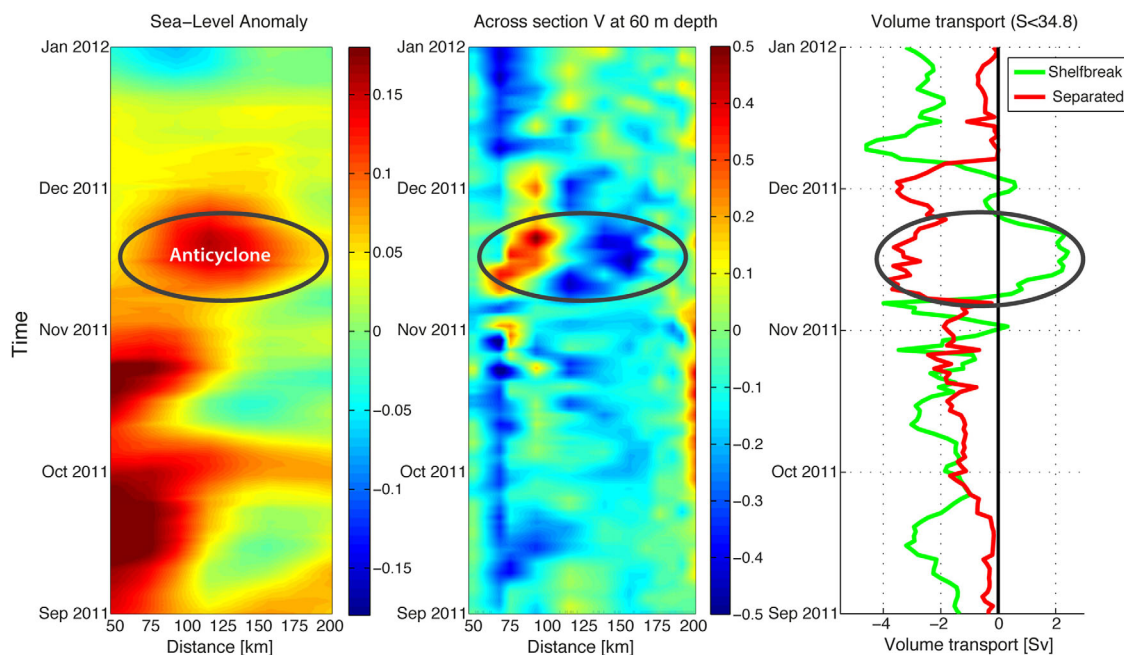 Sea-Level Anomaly
Across section V at 60 m depth
Volume transport (S<34.8)
Time
Jan 2012
Dec 2011
Nov 2011
Oct 2011
Sep 2011
Anticyclone
50 75 100 125 150 175 200
Distance [km]
0.15
0.1
0.05
0
-0.05
-0.1
-0.15
Jan 2012
Dec 2011
Nov 2011
Oct 2011
Sep 2011
50 75 100 125 150 175 200
Distance [km]
0.5
0.4
0.5
0.2
0.1
0
-0.1
-0.2
-0.3
-0.4
-0.5
Jan 2012
Dec 2011
Nov 2011
Oct 2011
Sep 2011
Shelfbreak
Separated
-4 -2 0 2
Volume transport [Sv]